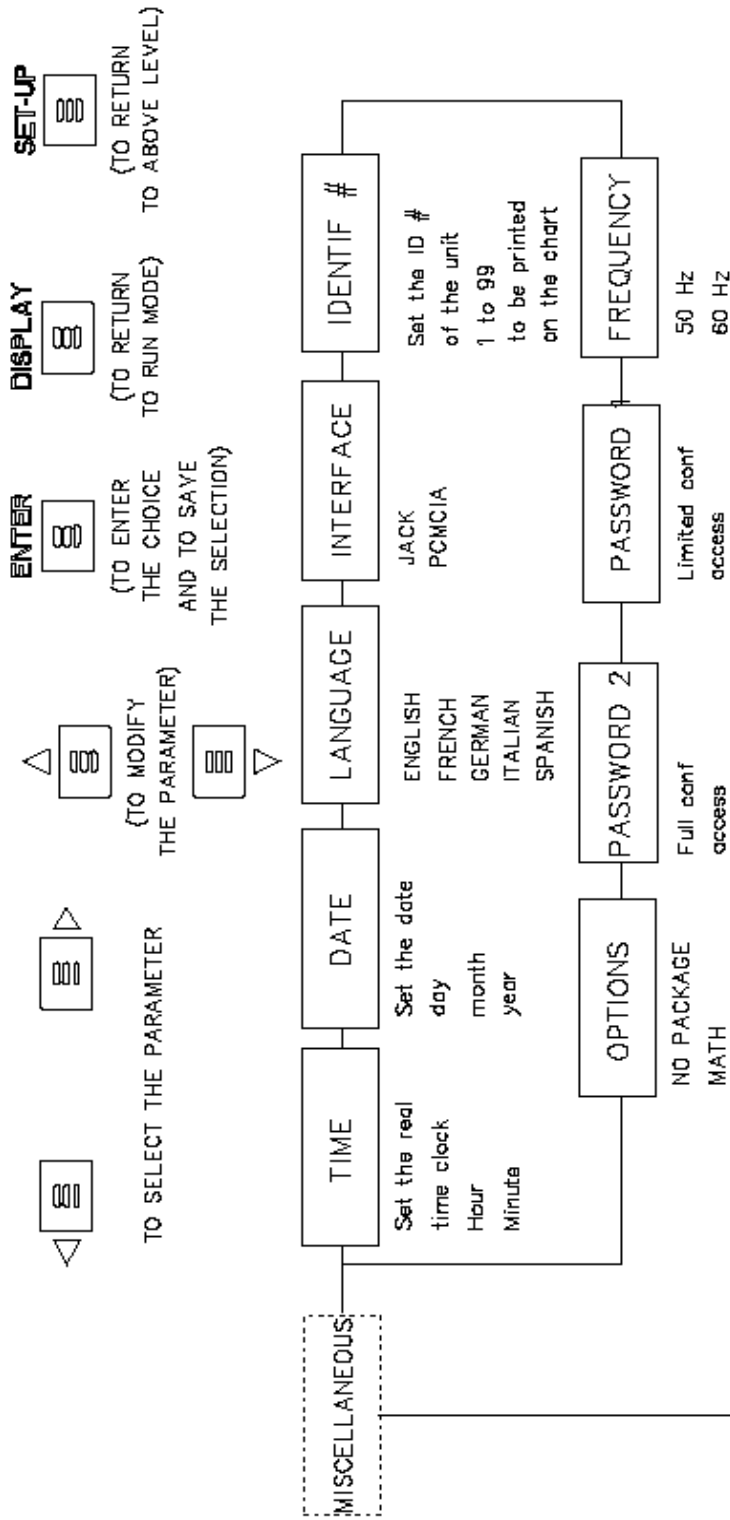 TO SELECT THE PARAMETER
(TO MODIFY
THE PARAMETER)
ENTER
(TO ENTER
THE CHOICE
AND TO SAVE
THE SELECTION)
DISPLAY
(TO RETURN
TO RUN MODE)
SET-UP
(TO RETURN
TO ABOVE LEVEL)
MISCELLANEOUS
TIME
Set the real
time clock
Hour
Minute
DATE
Set the date
day
month
year
LANGUAGE
ENGLISH
FRENCH
GERMAN
ITALIAN
SPANISH
INTERFACE
JACK
PCMCIA
IDENTIF #
Set the ID #
of the unit
1 to 99
to be printed
on the chart
OPTIONS
NO PACKAGE
MATH
PASSWORD 2
Full conf
access
PASSWORD
Limited conf
access
FREQUENCY
50 Hz
60 Hz